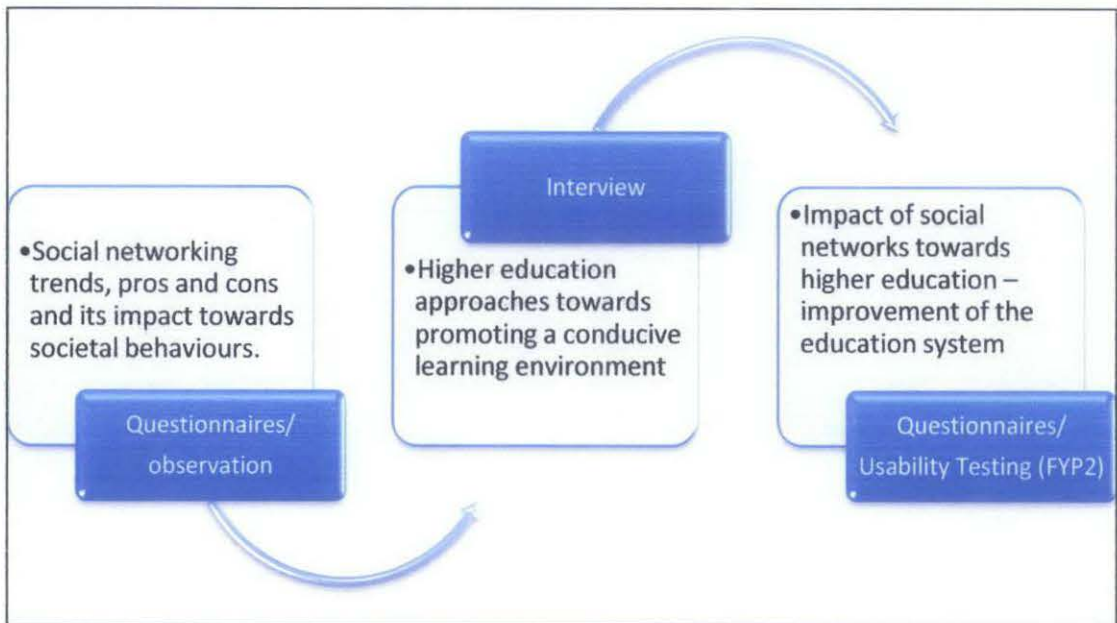 •Social networking
trends, pros and cons
and its impact towards
societal behaviours.
Questionnaires/
observation
Interview
•Higher education
approaches towards
promoting a conducive
learning environment
•Impact of social
networks towards
higher education –
improvement of the
education system
Questionnaires/
Usability Testing (FYP2)